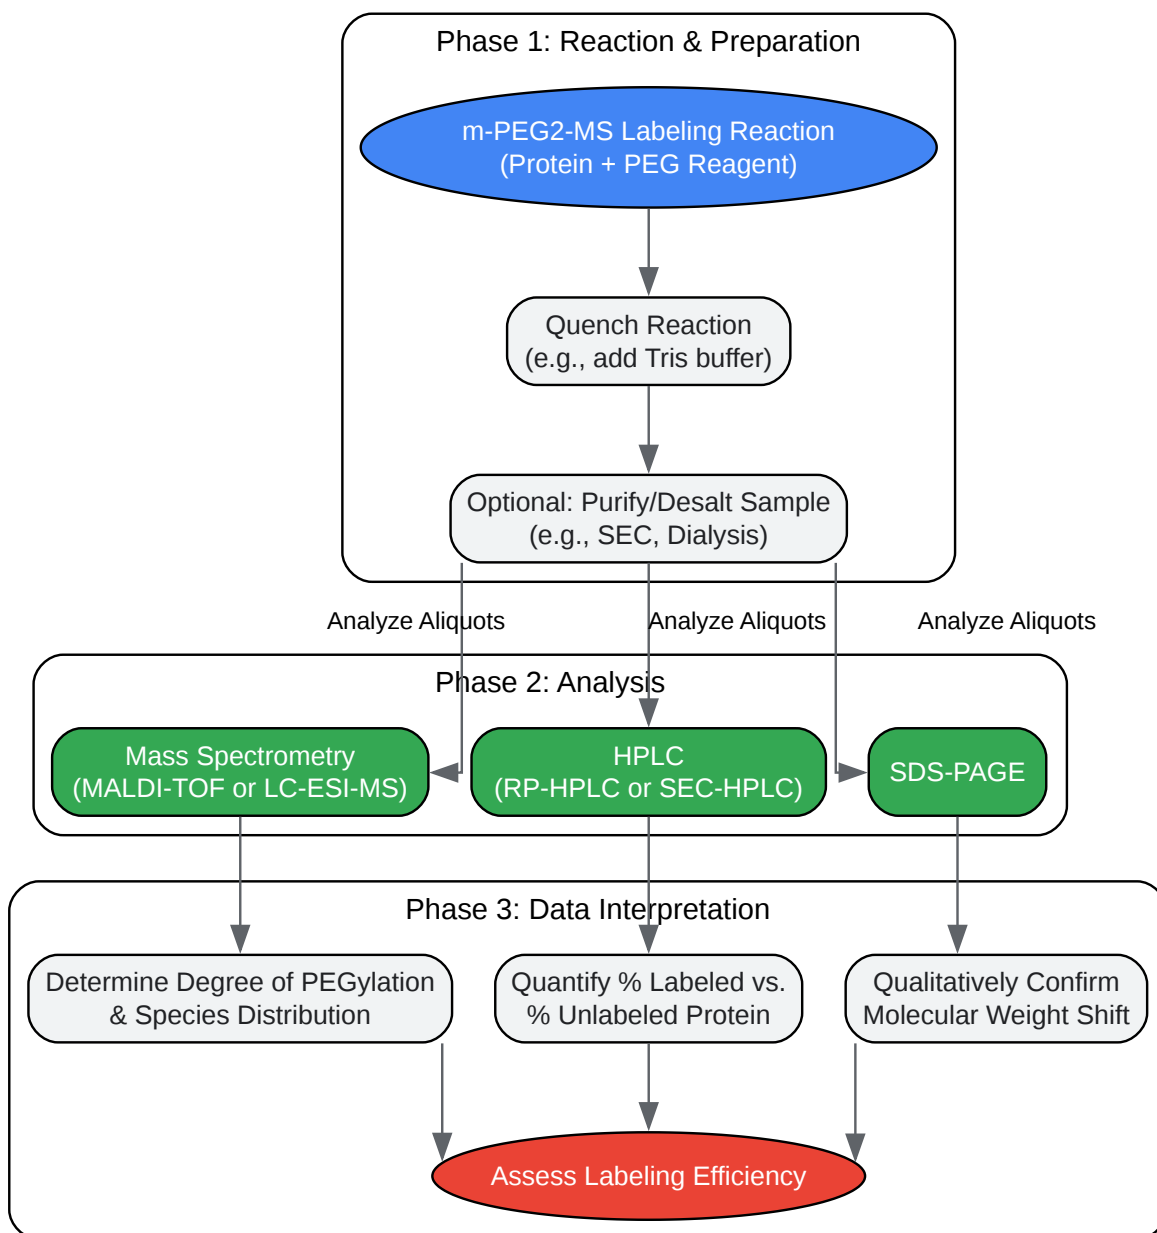 Phase 1: Reaction & Preparation
m-PEG2-MS Labeling Reaction
(Protein + PEG Reagent)
Quench Reaction
(e.g., add Tris buffer)
Optional: Purify/Desalt Sample
(e.g., SEC, Dialysis)
Analyze Aliquots
Analyze Aliquots
Analyze Aliquots
Phase 2: Analysis
Mass Spectrometry
(MALDI-TOF or LC-ESI-MS)
HPLC
(RP-HPLC or SEC-HPLC)
SDS-PAGE
Phase 3: Data Interpretation
Determine Degree of PEGylation
& Species Distribution
Quantify % Labeled vs.
% Unlabeled Protein
Qualitatively Confirm
Molecular Weight Shift
Assess Labeling Efficiency